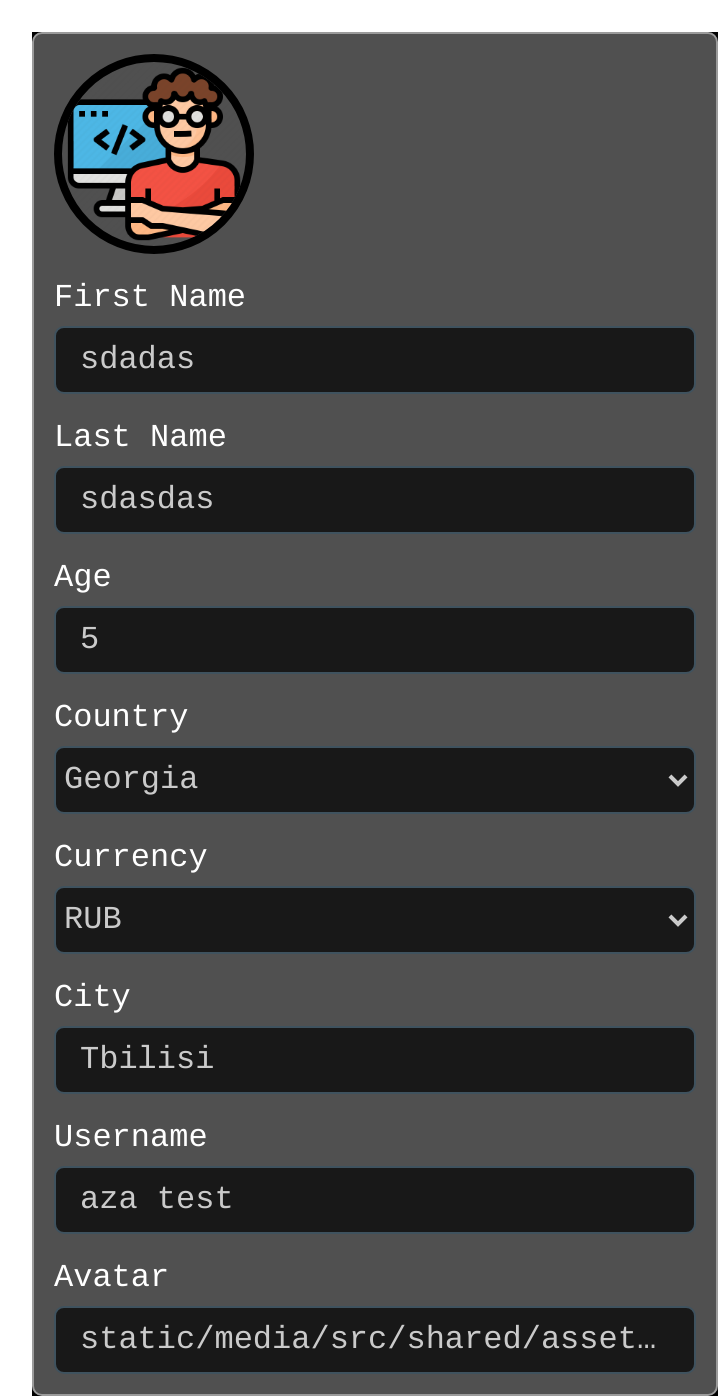 </>
First Name
sdadas
Last Name
sdasdas
Age
5
Country
Georgia
Currency
RUB
City
Tbilisi
Username
aza test
Avatar
static/media/src/shared/asset…